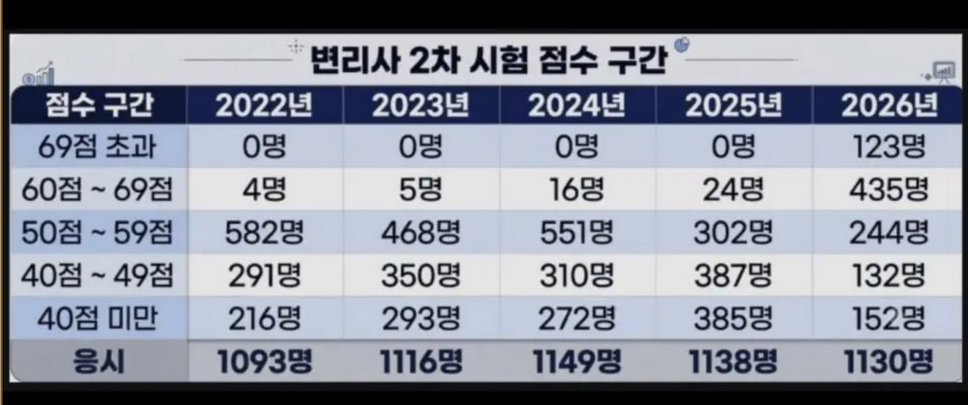 변리사 2차 시험 점수 구간
점수 구간 2022년 2023년 2024년 2025년 2026년
69점 초과 0명 0명 0명 0명 123명
60점 ~ 69점 4명 5명 16명 24명 435명
50점 ~ 59점 582명 468명 551명 302명 244명
40점 ~ 49점 291명 350명 310명 387명 132명
40점 미만 216명 293명 272명 385명 152명
응시 1093명 1116명 1149명 1138명 1130명